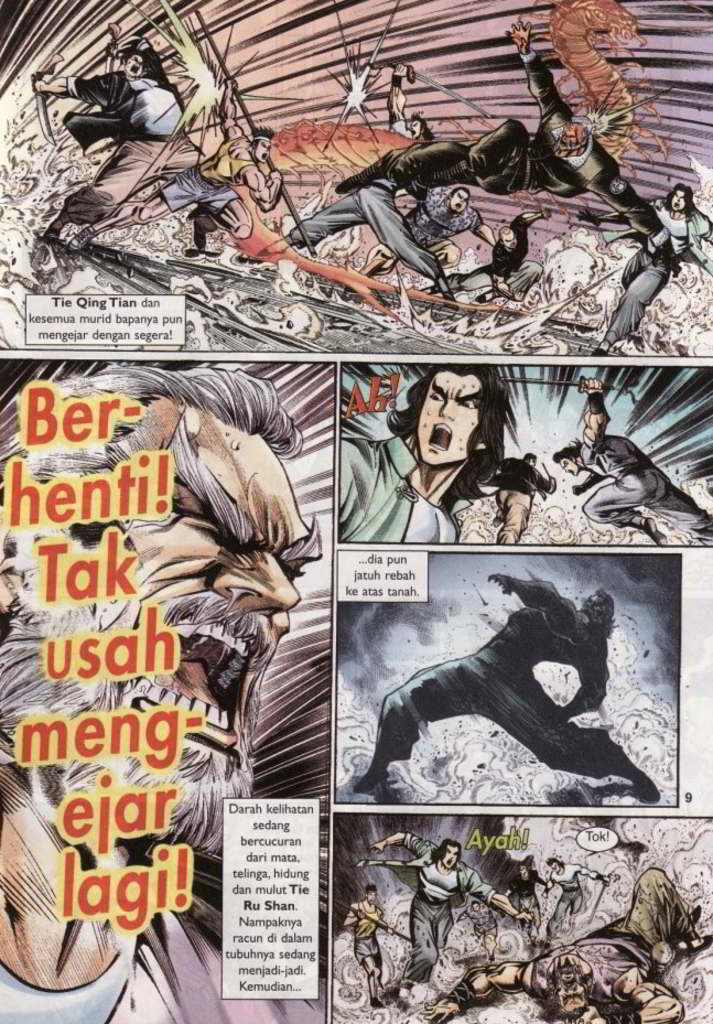 Tie Qing Tian dan
kesemua murid bapanya pun
mengejar dengan segera!
Ber-
henti!
Tak
usah
meng-
ejar
lagi!
Darah kelihatan
sedang
bercucuran
dari mata,
telinga, hidung
dan mulut Tie
Ru Shan.
Nampaknya
racun di dalam
tubuhnya sedang
menjadi-jadi.
Kemudian...
Ah!
...dia pun
jatuh rebah
ke atas tanah.
9
Ayah!
Tok!